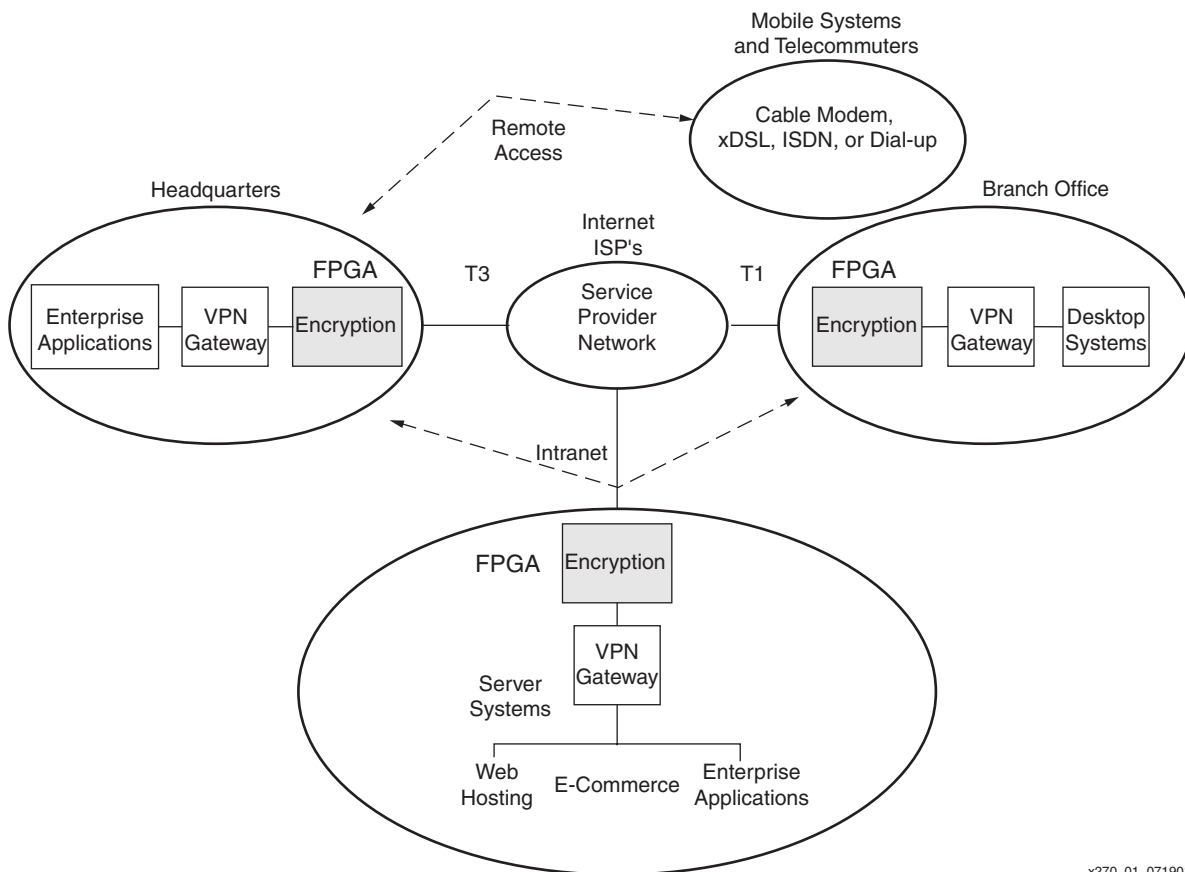 Mobile Systems
and Telecommuters
Cable Modem,
xDSL, ISDN, or Dial-up
Remote
Access
Headquarters
FPGA
Enterprise
Applications
VPN
Gateway
Encryption
T3
Internet
ISP's
Service
Provider
Network
T1
Branch Office
FPGA
Encryption
VPN
Gateway
Desktop
Systems
Intranet
FPGA
Encryption
VPN
Gateway
Server
Systems
Web
Hosting
E-Commerce
Enterprise
Applications